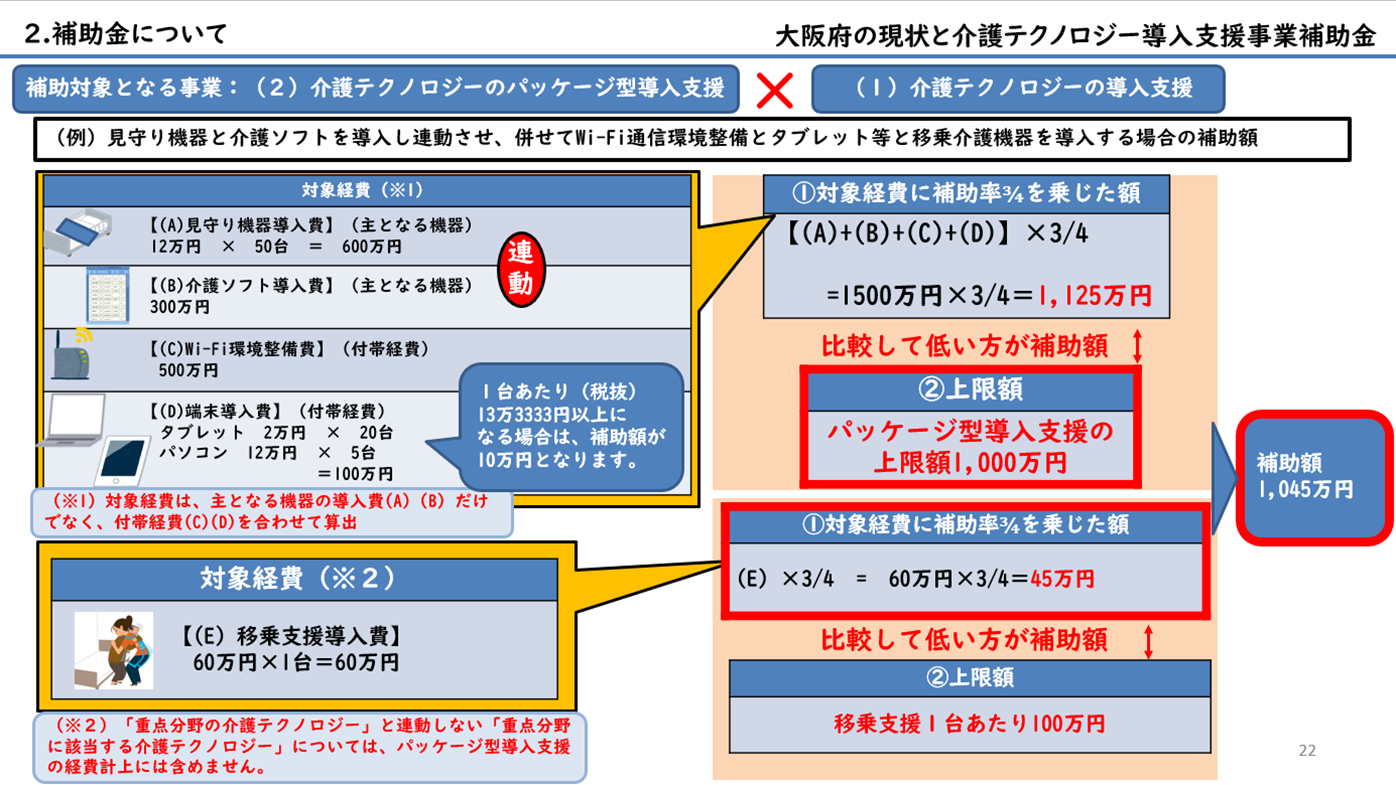 2.補助金について
大阪府の現状と介護テクノロジー導入支援事業補助金
補助対象となる事業：（２）介護テクノロジーのパッケージ型導入支援
（１）介護テクノロジーの導入支援
（例）見守り機器と介護ソフトを導入し連動させ、併せてWi-Fi通信環境整備とタブレット等と移乗介護機器を導入する場合の補助額
対象経費（※1）
【(A)見守り機器導入費】（主となる機器）
12万円　×　50台　＝　600万円
【(B)介護ソフト導入費】（主となる機器）
300万円
連
動
【(C)Wi-Fi環境整備費】（付帯経費）
500万円
【(D)端末導入費】（付帯経費）
タブレット　2万円　×　20台
パソコン　12万円　×　5台
＝100万円
１台あたり（税抜）
13万3333円以上に
なる場合は、補助額が
10万円となります。
（※1）対象経費は、主となる機器の導入費(A)（B）だけ
でなく、付帯経費(C)(D)を合わせて算出
①対象経費に補助率¾を乗じた額
【(A)+(B)+(C)+(D)】×3/4
=1500万円×3/4＝1,125万円
比較して低い方が補助額
②上限額
パッケージ型導入支援の
上限額1,000万円
補助額
1,045万円
対象経費（※２）
【(E）移乗支援導入費】
60万円×1台＝60万円
（※２）「重点分野の介護テクノロジー」と連動しない「重点分野
に該当する介護テクノロジー」については、パッケージ型導入支援
の経費計上には含めません。
①対象経費に補助率¾を乗じた額
(E）×3/4　=　60万円×3/4＝45万円
比較して低い方が補助額
②上限額
移乗支援１台あたり100万円
22